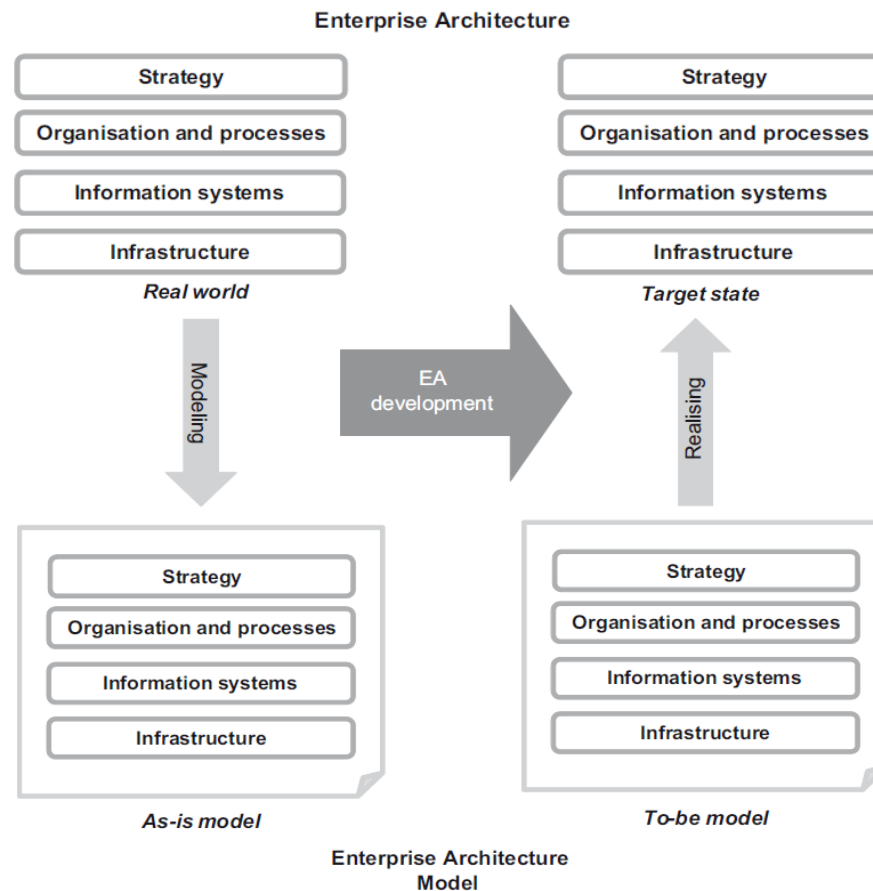 Enterprise Architecture
Strategy
Organisation and processes
Information systems
Infrastructure
Real world
Strategy
Organisation and processes
Information systems
Infrastructure
Target state
Modeling
EA
development
Realising
Strategy
Organisation and processes
Information systems
Infrastructure
As-is model
Strategy
Organisation and processes
Information systems
Infrastructure
To-be model
Enterprise Architecture
Model